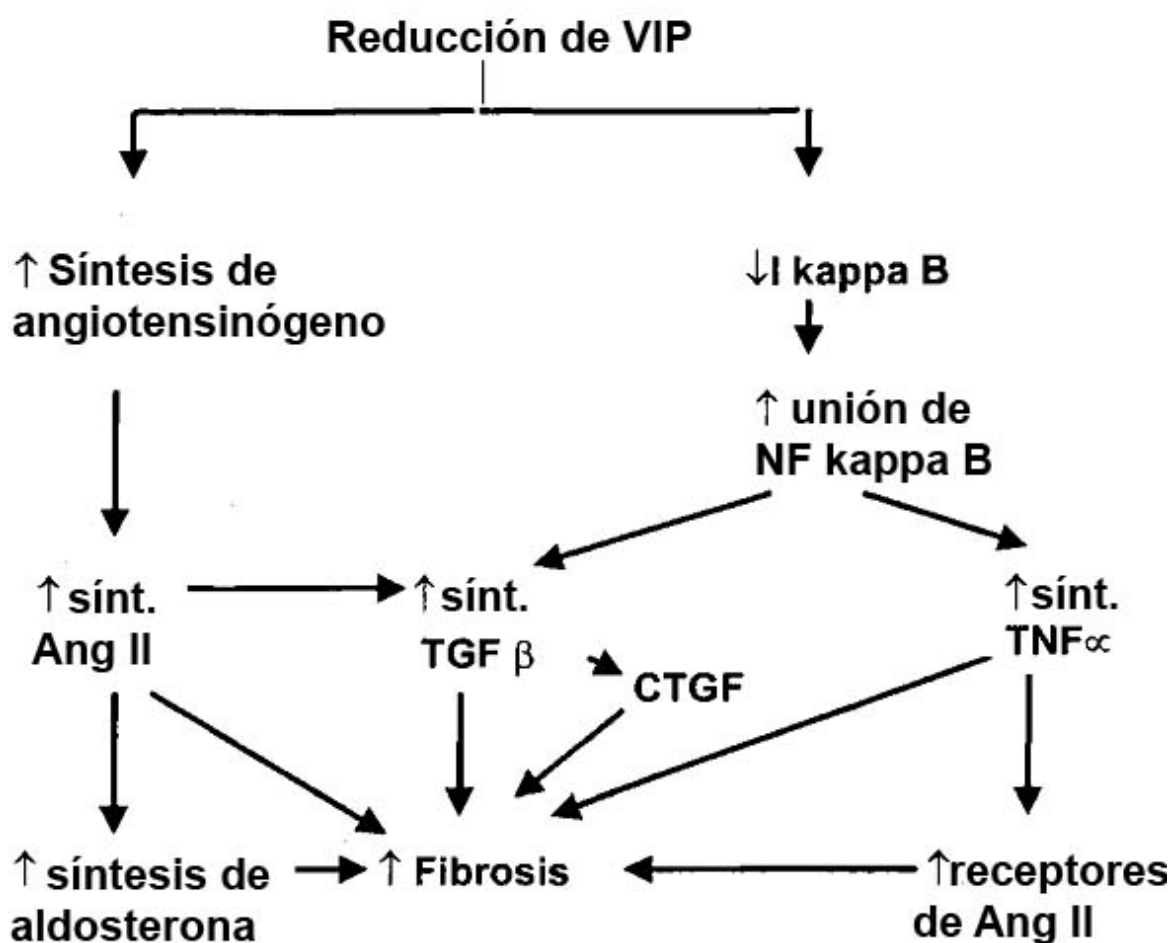 Reducción de VIP
↑ Síntesis de
angiotensinógeno
↓I kappa B
↑ unión de
NF kappa B
↑sínt.
Ang II
↑sínt.
TGF β
CTGF
↑sínt.
TNF∝
↑ síntesis de
aldosterona
↑ Fibrosis
↑receptores
de Ang II